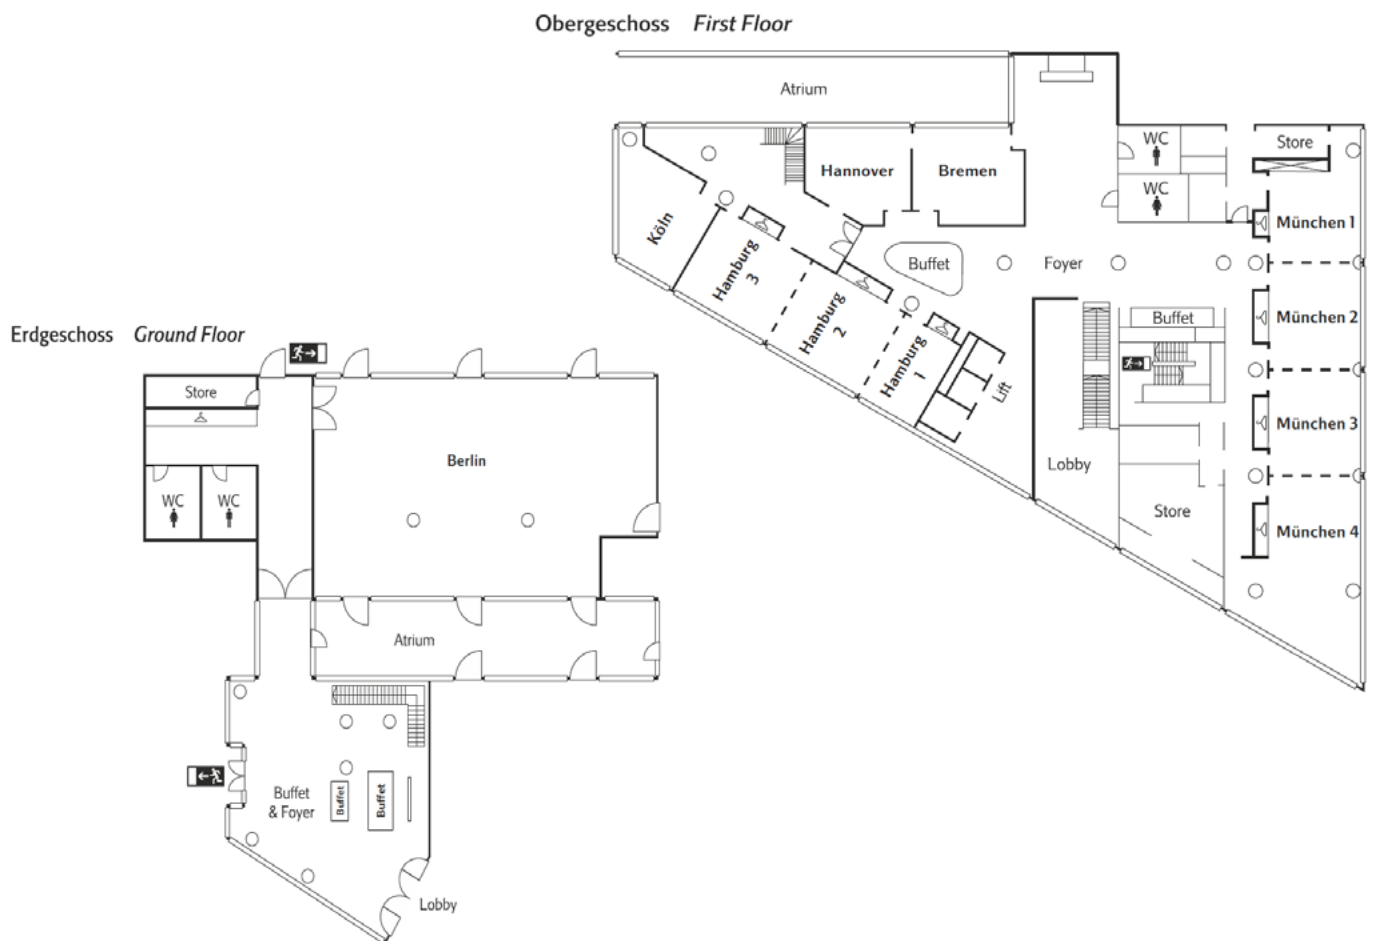 Obergeschoss First Floor
Atrium
WC
Store
Hannover
Bremen
WC
Köln
München 1
Hamburg
3
Buffet
Foyer
Hamburg
2
Buffet
München 2
Hamburg
1
Lift
München 3
Lobby
Store
München 4
Erdgeschoss Ground Floor
Store
Berlin
WC
WC
Atrium
Buffet
& Foyer
Buffet
Buffet
Lobby